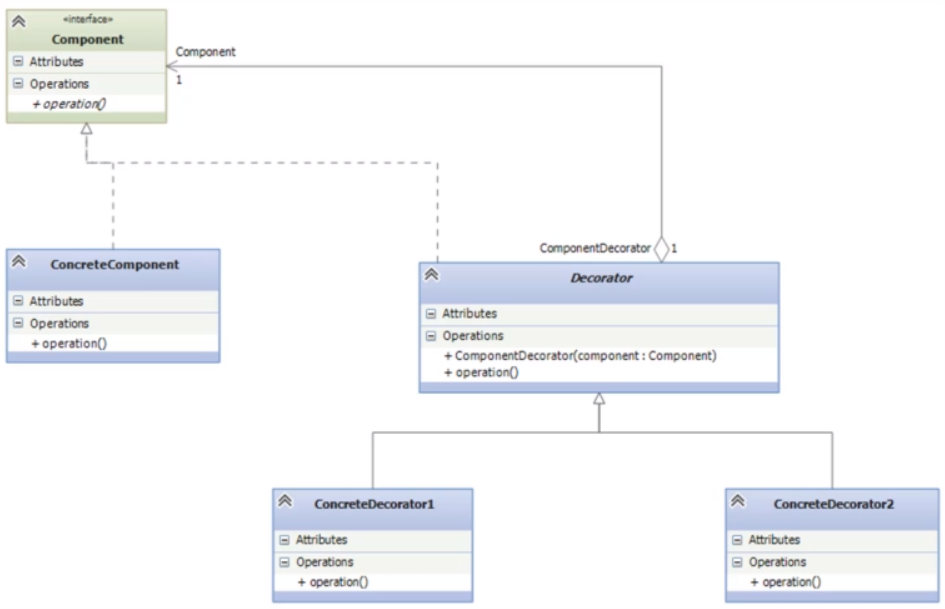 «interface»
Component
Attributes
Operations
+ operation()
Component
1
ConcreteComponent
Attributes
Operations
+ operation()
ComponentDecorator
1
Decorator
Attributes
Operations
+ ComponentDecorator(component : Component)
+ operation()
ConcreteDecorator1
Attributes
Operations
+ operation()
ConcreteDecorator2
Attributes
Operations
+ operation()